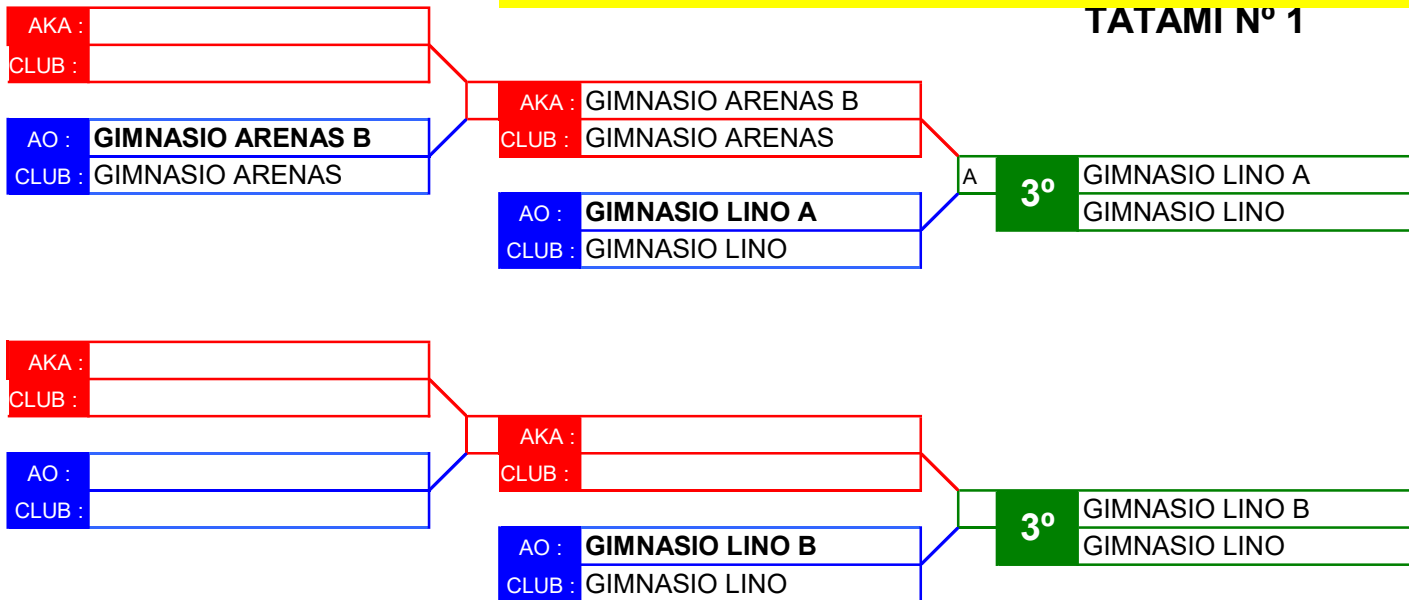 TATAMI Nº 1
AKA :
CLUB :
AO : GIMNASIO ARENAS B
CLUB : GIMNASIO ARENAS
AKA : GIMNASIO ARENAS B
CLUB : GIMNASIO ARENAS
AO : GIMNASIO LINO A
CLUB : GIMNASIO LINO
A
3º
GIMNASIO LINO A
GIMNASIO LINO
AKA :
CLUB :
AO :
CLUB :
AKA :
CLUB :
AO : GIMNASIO LINO B
CLUB : GIMNASIO LINO
3º
GIMNASIO LINO B
GIMNASIO LINO